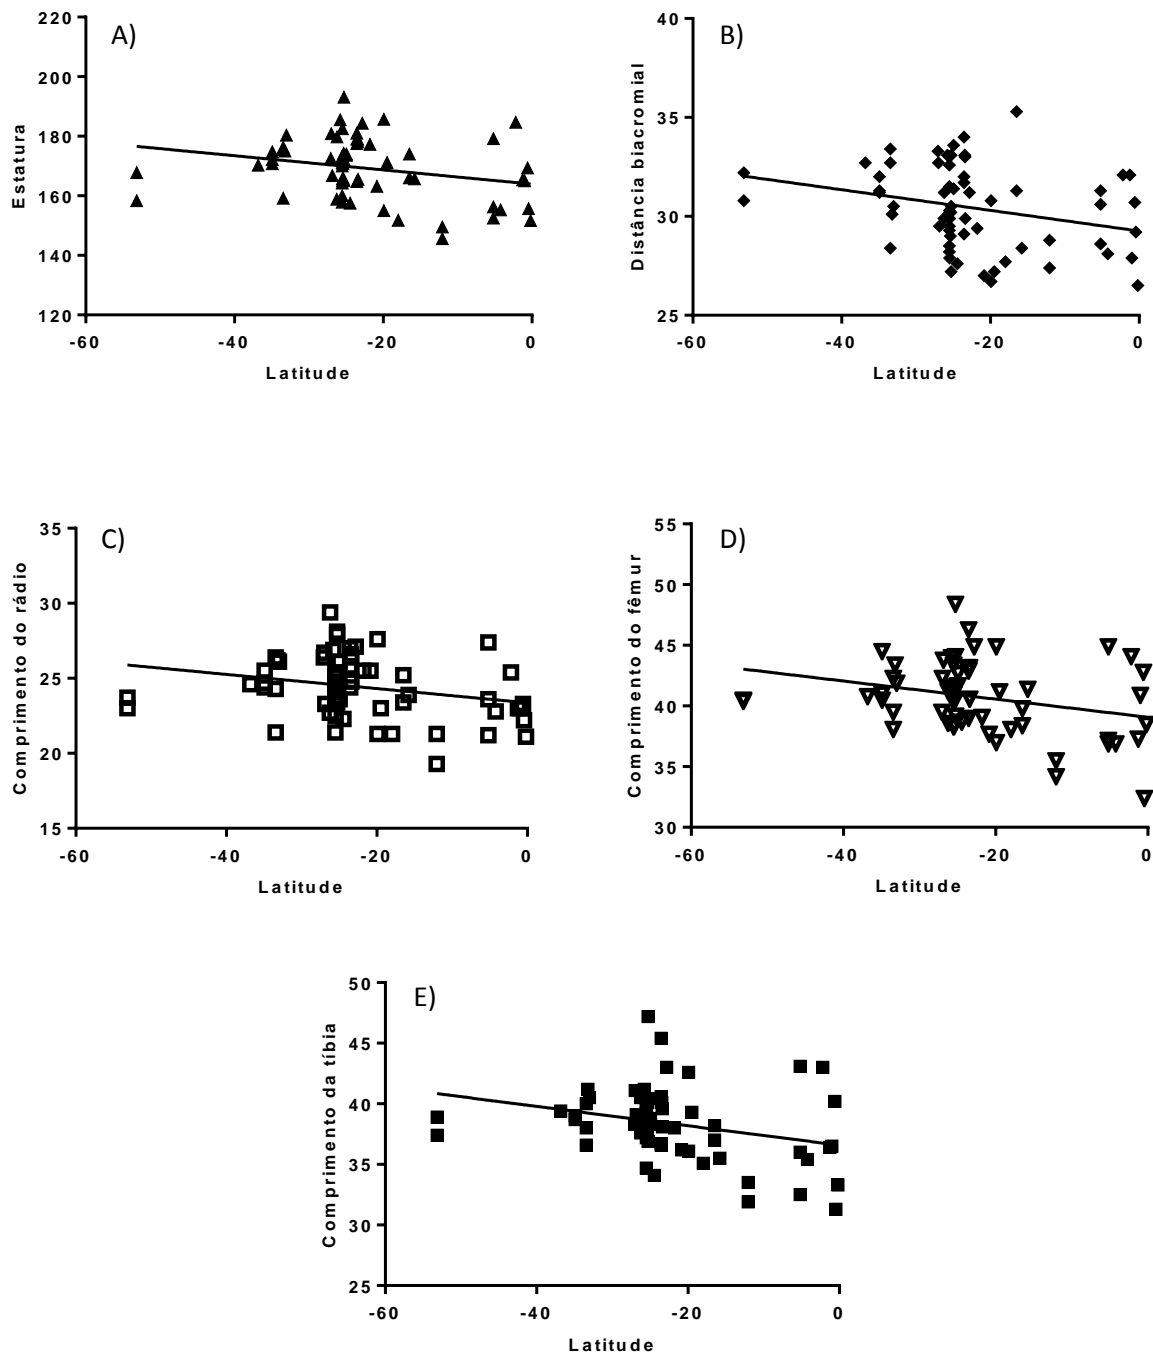 A)
Estatura
220
200
180
160
140
120
-60 -40 -20 0
Latitude
B)
Distância biacromial
40
35
30
25
-60 -40 -20 0
Latitude
C)
Comprimento do rádio
35
30
25
20
15
-60 -40 -20 0
Latitude
D)
Comprimento do fêmur
55
50
45
40
35
30
-60 -40 -20 0
Latitude
E)
Comprimento da tíbia
50
45
40
35
30
25
-60 -40 -20 0
Latitude